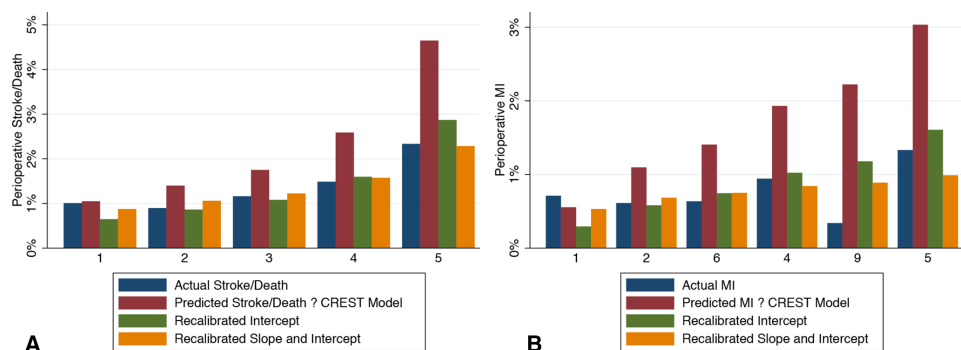 Perioperative Stroke/Death
5%
4%
3%
2%
1%
0%
1 2 3 4 5
Actual Stroke/Death
Predicted Stroke/Death ? CREST Model
Recalibrated Intercept
Recalibrated Slope and Intercept
A
Perioperative MI
3%
2%
1%
0%
1 2 6 4 9 5
Actual MI
Predicted MI ? CREST Model
Recalibrated Intercept
Recalibrated Slope and Intercept
B